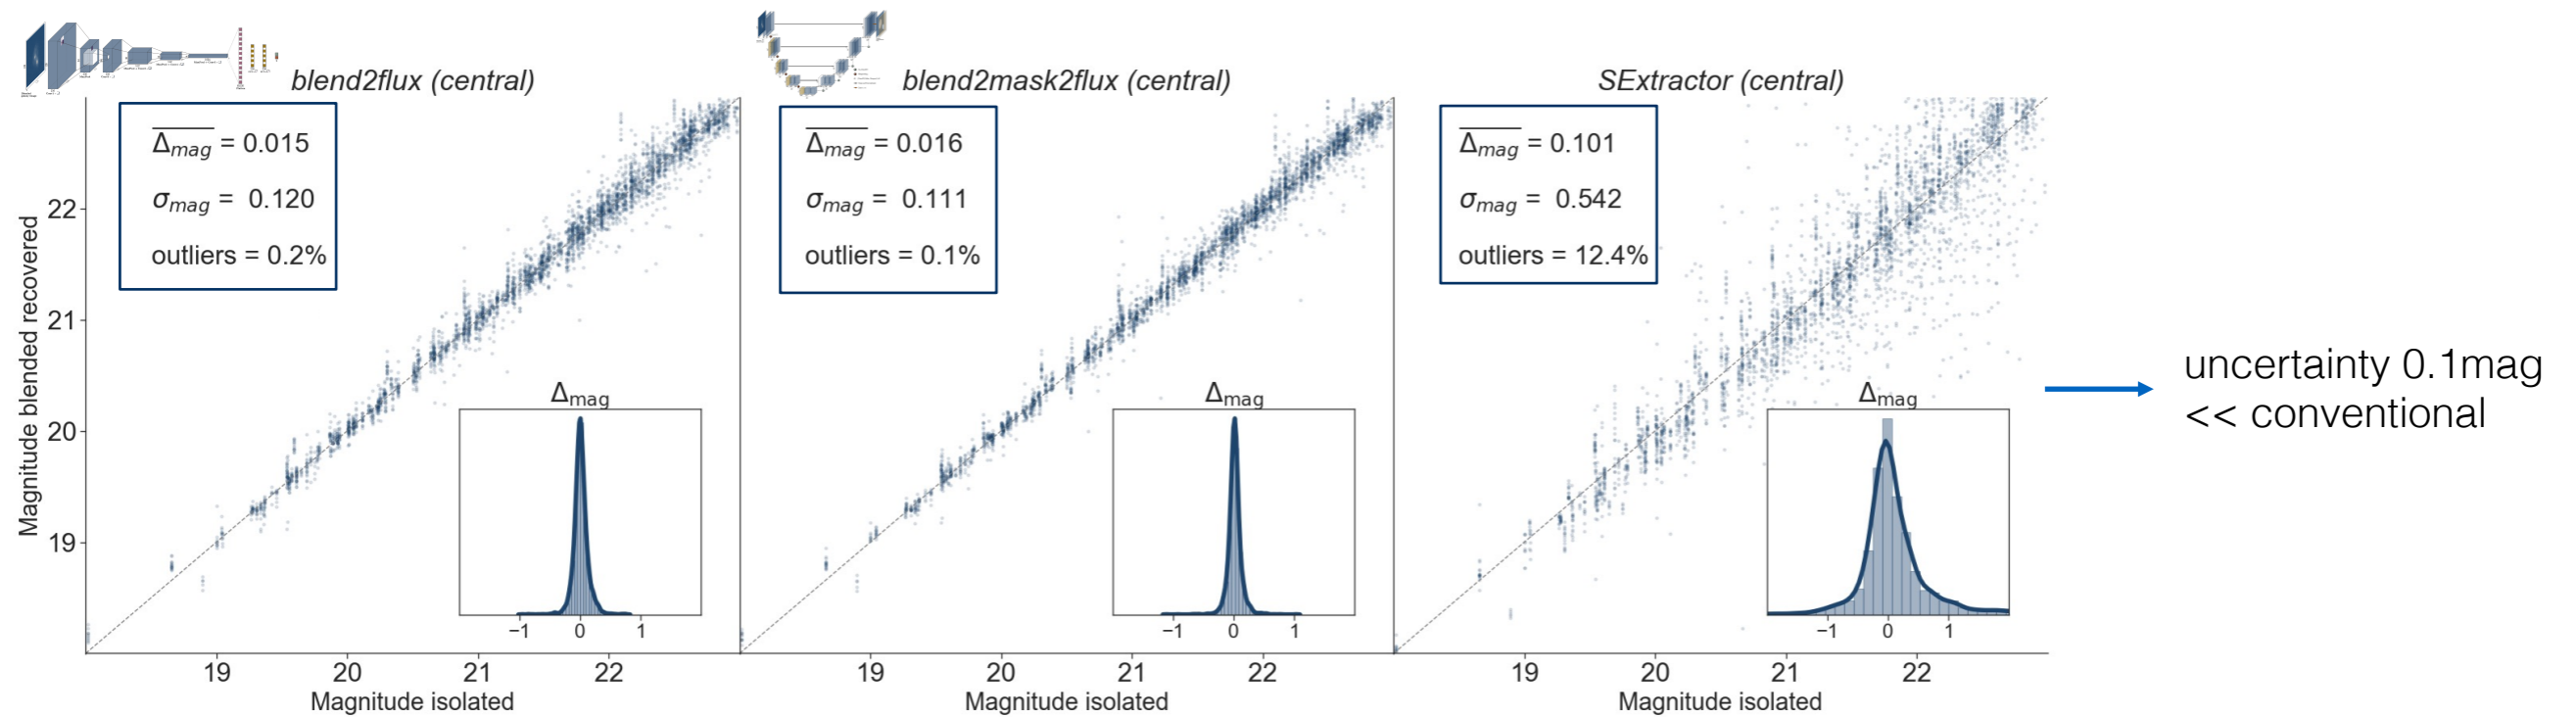 blend2flux (central)
blend2mask2flux (central)
SExtractor (central)
Δmag = 0.015
σmag = 0.120
outliers = 0.2%
Δmag = 0.016
σmag = 0.111
outliers = 0.1%
Δmag = 0.101
σmag = 0.542
outliers = 12.4%
Magnitude blended recovered
22
21
20
19
Δmag
−1 0 1
Δmag
−1 0 1
Δmag
−1 0 1
19 20 21 22
19 20 21 22
19 20 21 22
Magnitude isolated
Magnitude isolated
Magnitude isolated
uncertainty 0.1mag
<< conventional